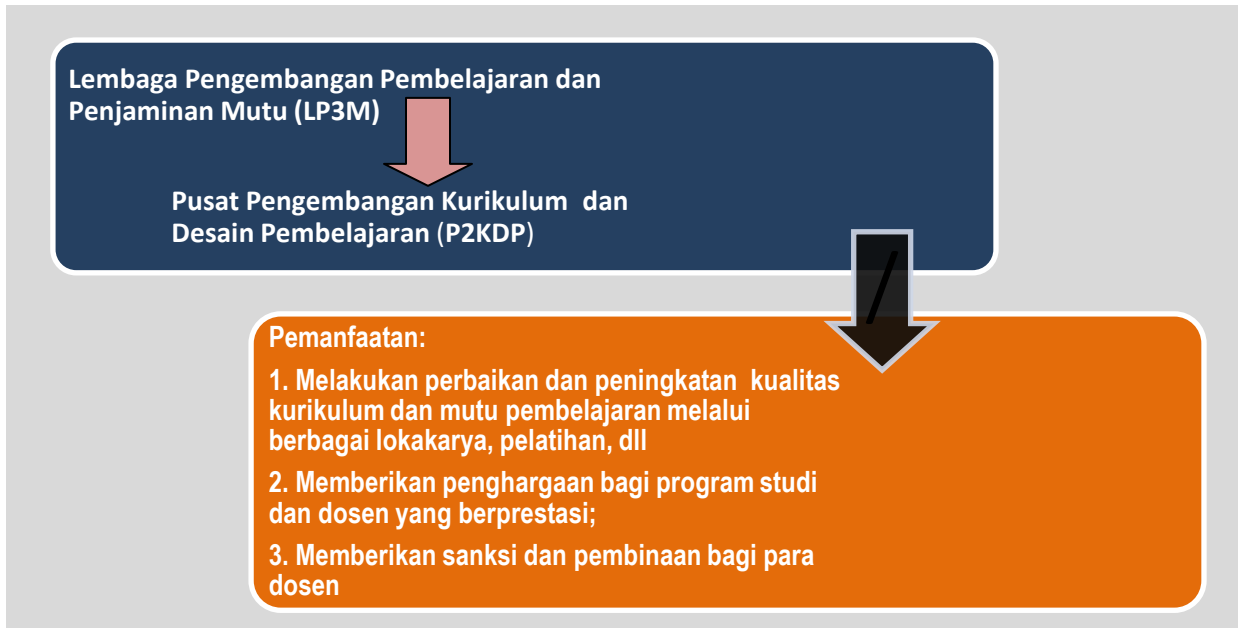 Lembaga Pengembangan Pembelajaran dan
Penjaminan Mutu (LP3M)
Pusat Pengembangan Kurikulum dan
Desain Pembelajaran (P2KDP)
Pemanfaatan:
1. Melakukan perbaikan dan peningkatan kualitas
kurikulum dan mutu pembelajaran melalui
berbagai lokakarya, pelatihan, dll
2. Memberikan penghargaan bagi program studi
dan dosen yang berprestasi;
3. Memberikan sanksi dan pembinaan bagi para
dosen